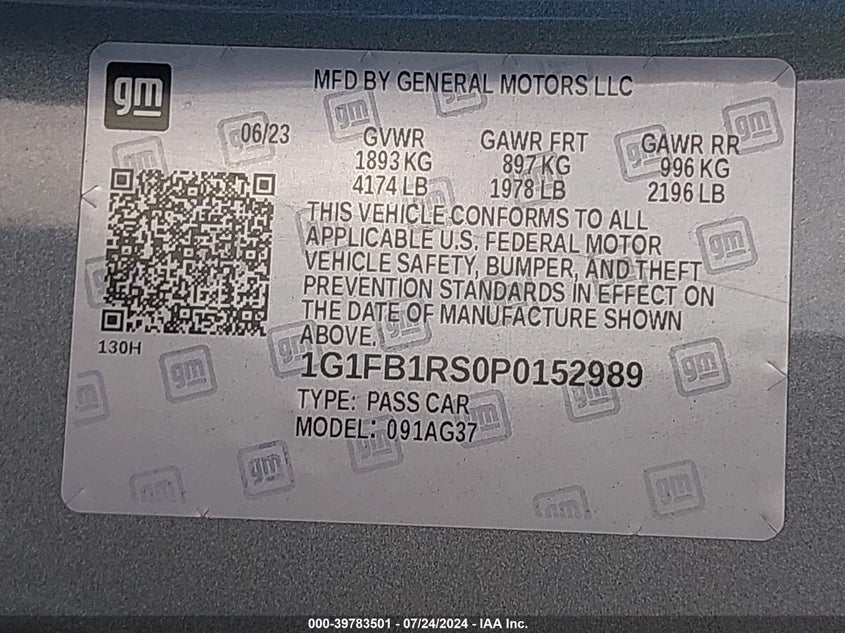 gm
MFD BY GENERAL MOTORS LLC
06/23
GVWR
1893 KG
4174 LB
GAWR FRT
897 KG
1978 LB
GAWR RR
996 KG
2196 LB
THIS VEHICLE CONFORMS TO ALL
APPLICABLE U.S. FEDERAL MOTOR
VEHICLE SAFETY, BUMPER, AND THEFT
PREVENTION STANDARDS IN EFFECT ON
THE DATE OF MANUFACTURE SHOWN
ABOVE.
130H
1G1FB1RS0P0152989
TYPE: PASS CAR
MODEL: 091AG37
000-39783501 - 07/24/2024 - IAA Inc.